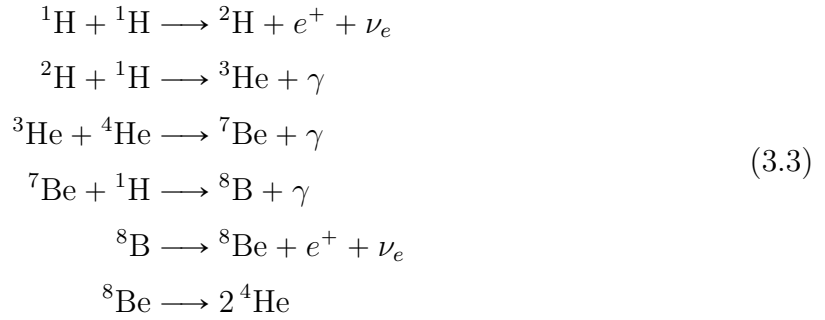 ¹H + ¹H ⟶ ²H + e⁺ + νₑ
²H + ¹H ⟶ ³He + γ
³He + ⁴He ⟶ ⁷Be + γ
⁷Be + ¹H ⟶ ⁸B + γ
⁸B ⟶ ⁸Be + e⁺ + νₑ
⁸Be ⟶ 2 ⁴He
(3.3)